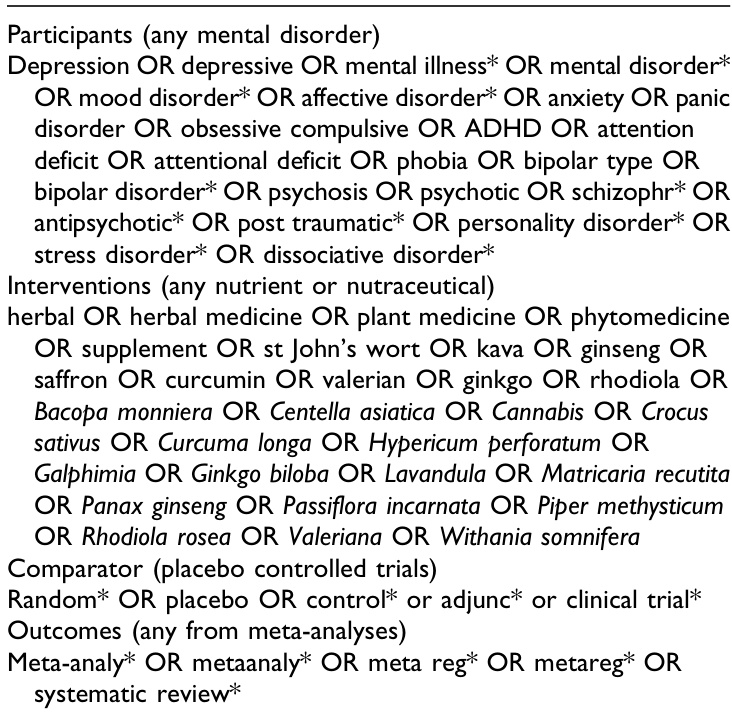 Participants (any mental disorder)
Depression OR depressive OR mental illness* OR mental disorder*
OR mood disorder* OR affective disorder* OR anxiety OR panic
disorder OR obsessive compulsive OR ADHD OR attention
deficit OR attentional deficit OR phobia OR bipolar type OR
bipolar disorder* OR psychosis OR psychotic OR schizophr* OR
antipsychotic* OR post traumatic* OR personality disorder* OR
stress disorder* OR dissociative disorder*
Interventions (any nutrient or nutraceutical)
herbal OR herbal medicine OR plant medicine OR phytomedicine
OR supplement OR st John’s wort OR kava OR ginseng OR
saffron OR curcumin OR valerian OR ginkgo OR rhodiola OR
Bacopa monniera OR Centella asiatica OR Cannabis OR Crocus
sativus OR Curcuma longa OR Hypericum perforatum OR
Galphimia OR Ginkgo biloba OR Lavandula OR Matricaria recutita
OR Panax ginseng OR Passiflora incarnata OR Piper methysticum
OR Rhodiola rosea OR Valeriana OR Withania somnifera
Comparator (placebo controlled trials)
Random* OR placebo OR control* or adjunc* or clinical trial*
Outcomes (any from meta-analyses)
Meta-analy* OR metaanaly* OR meta reg* OR metareg* OR
systematic review*